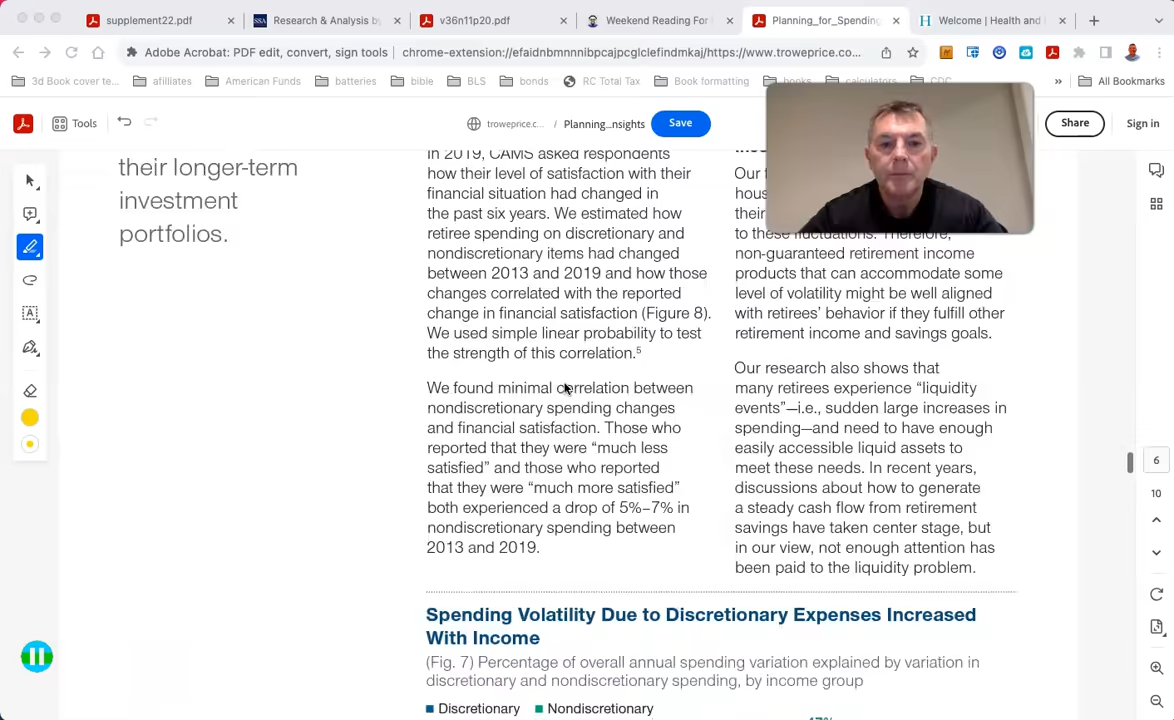 supplement22.pdf
Research & Analysis by
v36n11p20.pdf
Weekend Reading For
Planning_for_Spending
Welcome | Health and
Adobe Acrobat: PDF edit, convert, sign tools
chrome-extension://efaidnbmnnnibpcajpcglclefindmkaj/https://www.troweprice.co...
3d Book cover te...
afilliates
American Funds
batteries
bible
BLS
bonds
RC Total Tax
Book formatting
books
calculators
CDC
»
All Bookmarks
Tools
troweprice.c...
/
Planning...nsights
Save
Share
Sign in
their longer-term
investment
portfolios.
In 2019, CAMS asked respondents
how their level of satisfaction with their
financial situation had changed in
the past six years. We estimated how
retiree spending on discretionary and
nondiscretionary items had changed
between 2013 and 2019 and how those
changes correlated with the reported
change in financial satisfaction (Figure 8).
We used simple linear probability to test
the strength of this correlation.⁵
We found minimal correlation between
nondiscretionary spending changes
and financial satisfaction. Those who
reported that they were “much less
satisfied” and those who reported
that they were “much more satisfied”
both experienced a drop of 5%–7% in
nondiscretionary spending between
2013 and 2019.
Our
their
to these fluctuations. Therefore,
non-guaranteed retirement income
products that can accommodate some
level of volatility might be well aligned
with retirees’ behavior if they fulfill other
retirement income and savings goals.
Our research also shows that
many retirees experience “liquidity
events”—i.e., sudden large increases in
spending—and need to have enough
easily accessible liquid assets to
meet these needs. In recent years,
discussions about how to generate
a steady cash flow from retirement
savings have taken center stage, but
in our view, not enough attention has
been paid to the liquidity problem.
Spending Volatility Due to Discretionary Expenses Increased
With Income
(Fig. 7) Percentage of overall annual spending variation explained by variation in
discretionary and nondiscretionary spending, by income group
Discretionary
Nondiscretionary
6
10